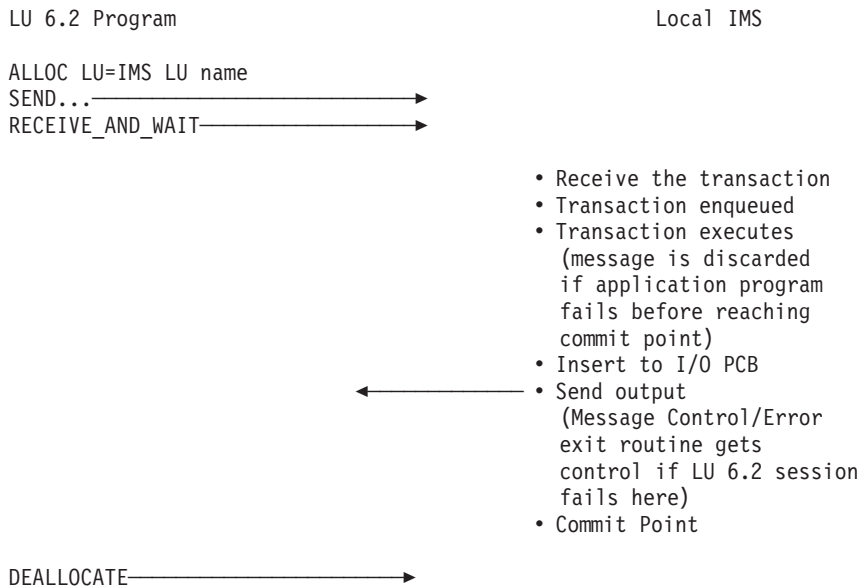 LU 6.2 Program Local IMS
ALLOC LU=IMS LU name
SEND...
RECEIVE_AND_WAIT
• Receive the transaction
• Transaction enqueued
• Transaction executes
(message is discarded
if application program
fails before reaching
commit point)
• Insert to I/O PCB
• Send output
(Message Control/Error
exit routine gets
control if LU 6.2 session
fails here)
• Commit Point
DEALLOCATE